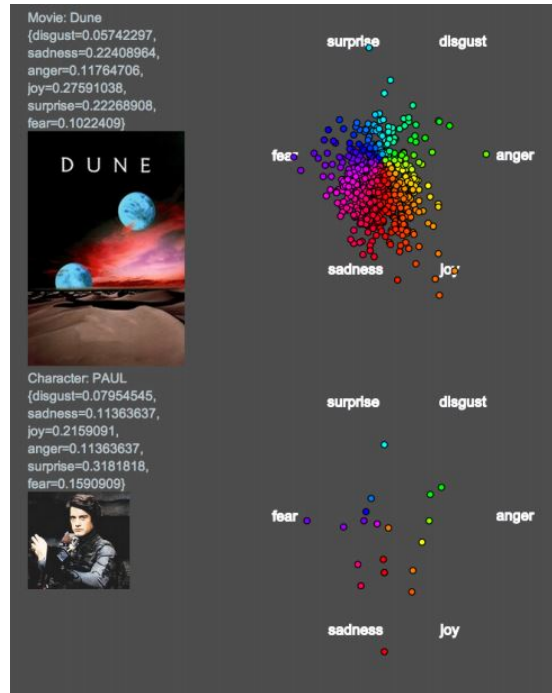 Movie: Dune
{disgust=0.05742297,
sadness=0.22408964,
anger=0.11764706,
joy=0.27591038,
surprise=0.22268908,
fear=0.1022409}
DUNE
surprise
disgust
fear
anger
sadness
joy
Character: PAUL
{disgust=0.07954545,
sadness=0.11363637,
joy=0.2159091,
anger=0.11363637,
surprise=0.3181818,
fear=0.1590909}
surprise
disgust
fear
anger
sadness
joy